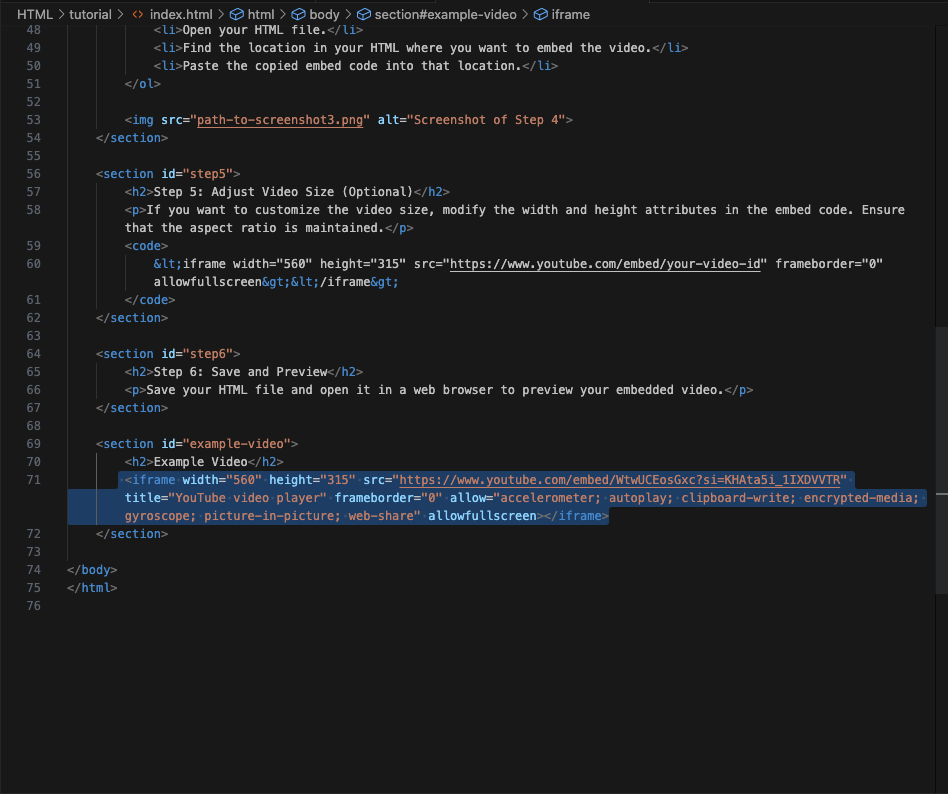 HTML > tutorial > <> index.html > html > body > section#example-video > iframe
48 <li>Open your HTML file.</li>
49 <li>Find the location in your HTML where you want to embed the video.</li>
50 <li>Paste the copied embed code into that location.</li>
51 </ol>
52
53 <img src="path-to-screenshot3.png" alt="Screenshot of Step 4">
54 </section>
55
56 <section id="step5">
57 <h2>Step 5: Adjust Video Size (Optional)</h2>
58 <p>If you want to customize the video size, modify the width and height attributes in the embed code. Ensure
that the aspect ratio is maintained.</p>
59 <code>
60 &lt;iframe width="560" height="315" src="https://www.youtube.com/embed/your-video-id" frameborder="0"
allowfullscreen&gt;&lt;/iframe&gt;
61 </code>
62 </section>
63
64 <section id="step6">
65 <h2>Step 6: Save and Preview</h2>
66 <p>Save your HTML file and open it in a web browser to preview your embedded video.</p>
67 </section>
68
69 <section id="example-video">
70 <h2>Example Video</h2>
71 <iframe width="560" height="315" src="https://www.youtube.com/embed/WtwUCEosGxc?si=KHAta5i_1IXDVVTR"
title="YouTube video player" frameborder="0" allow="accelerometer; autoplay; clipboard-write; encrypted-media;
gyroscope; picture-in-picture; web-share" allowfullscreen></iframe>
72 </section>
73
74 </body>
75 </html>
76